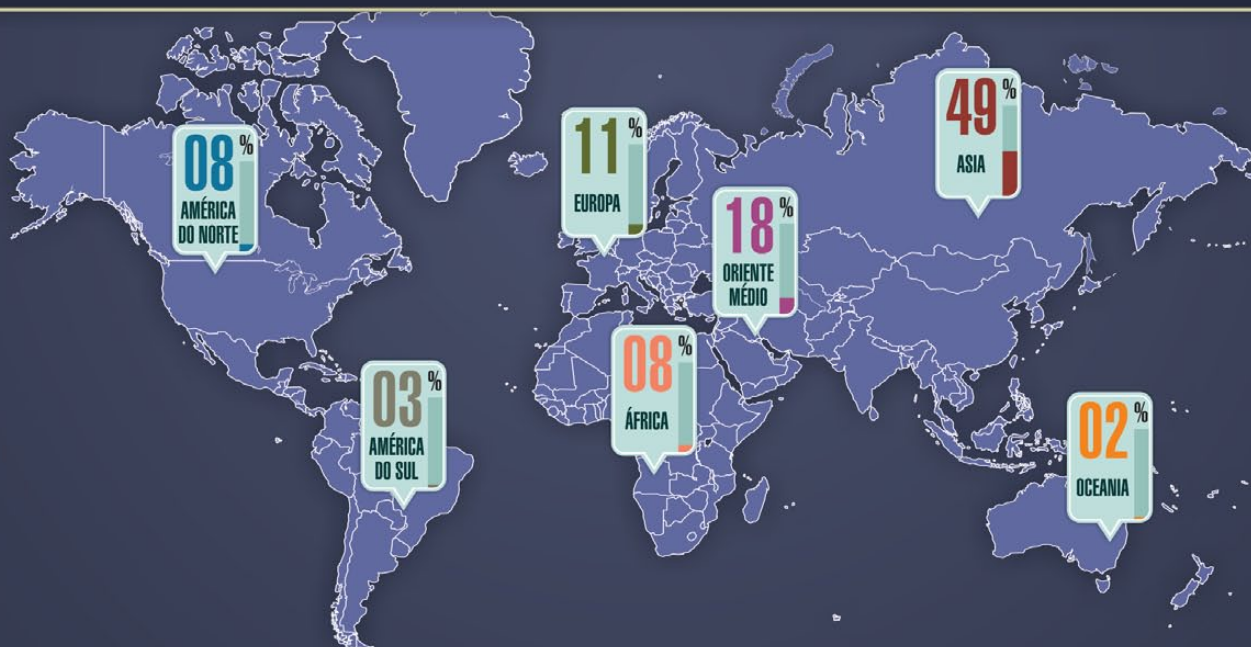 49%
ASIA
11%
EUROPA
08%
AMÉRICA
DO NORTE
18%
ORIENTE
MÉDIO
08%
ÁFRICA
03%
AMÉRICA
DO SUL
02%
OCEANIA